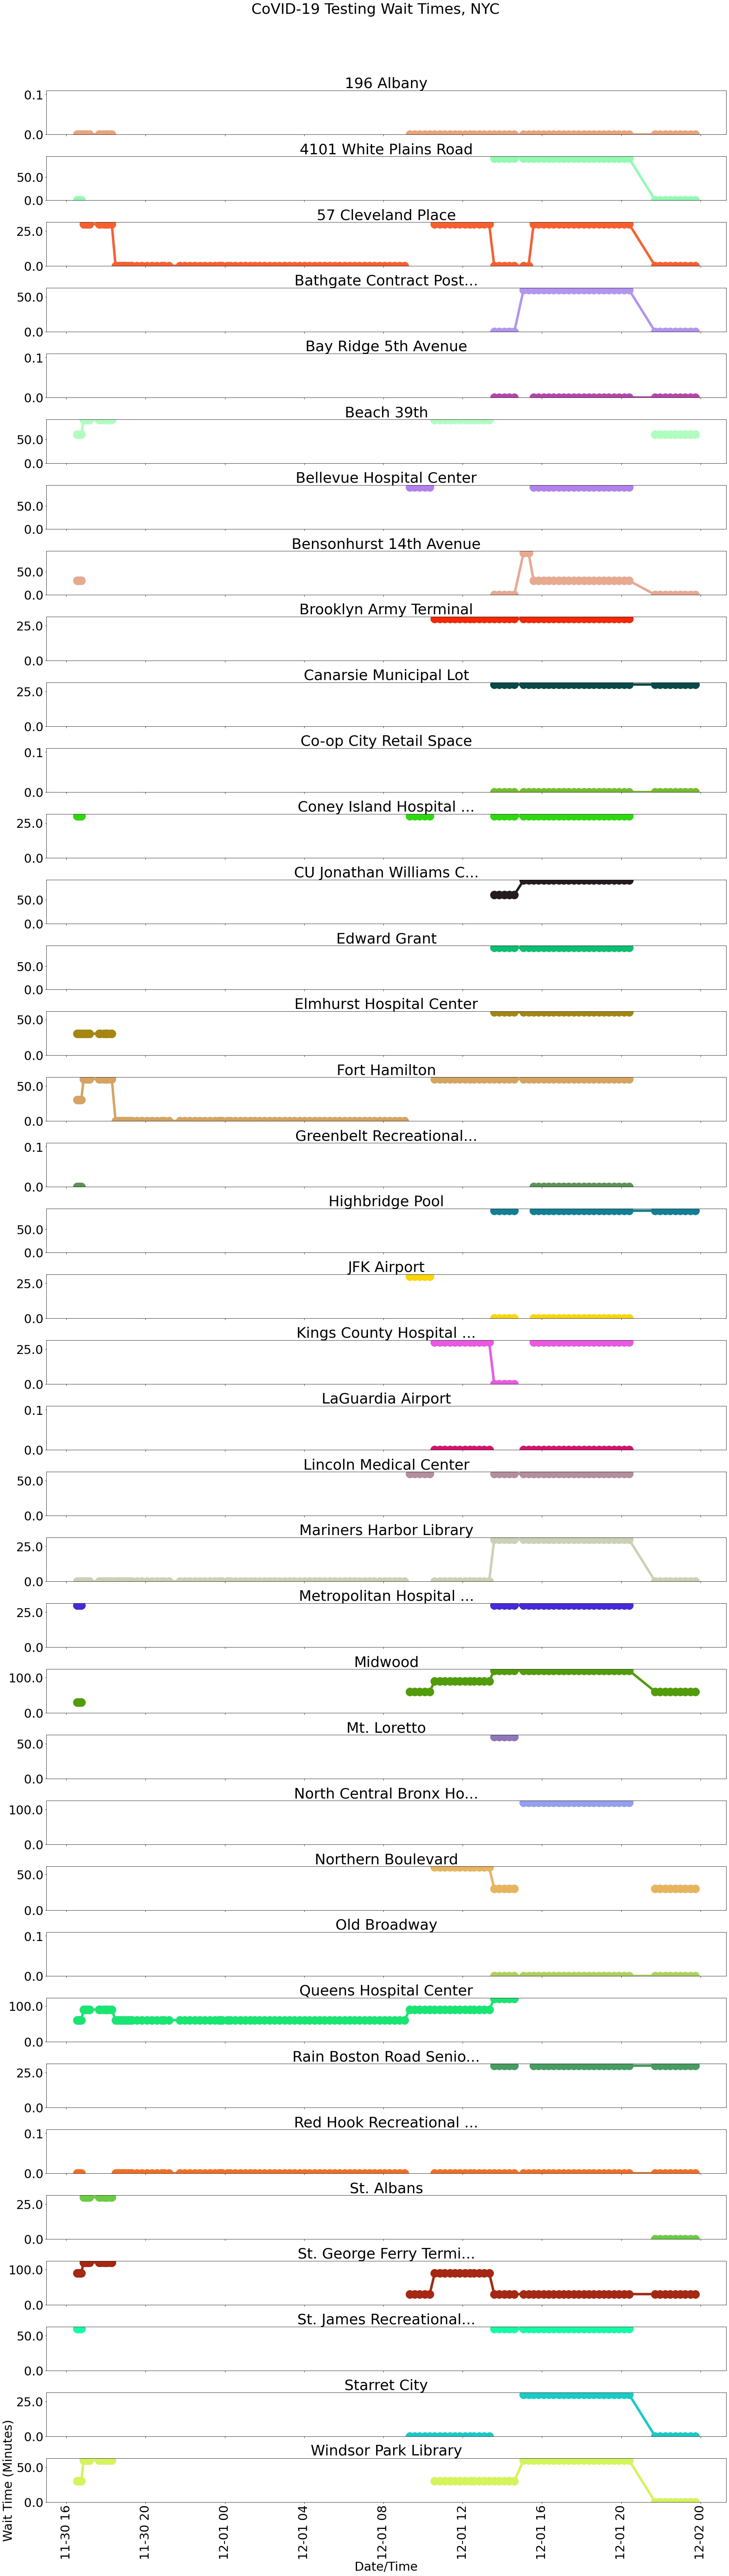 CoVID-19 Testing Wait Times, NYC
196 Albany
0.1
0.0
4101 White Plains Road
50.0
0.0
57 Cleveland Place
25.0
0.0
Bathgate Contract Post...
50.0
0.0
Bay Ridge 5th Avenue
0.1
0.0
Beach 39th
50.0
0.0
Bellevue Hospital Center
50.0
0.0
Bensonhurst 14th Avenue
50.0
0.0
Brooklyn Army Terminal
25.0
0.0
Canarsie Municipal Lot
25.0
0.0
Co-op City Retail Space
0.1
0.0
Coney Island Hospital ...
25.0
0.0
CU Jonathan Williams C...
50.0
0.0
Edward Grant
50.0
0.0
Elmhurst Hospital Center
50.0
0.0
Fort Hamilton
50.0
0.0
Greenbelt Recreational...
0.1
0.0
Highbridge Pool
50.0
0.0
JFK Airport
25.0
0.0
Kings County Hospital ...
25.0
0.0
LaGuardia Airport
0.1
0.0
Lincoln Medical Center
50.0
0.0
Mariners Harbor Library
25.0
0.0
Metropolitan Hospital ...
25.0
0.0
Midwood
100.0
0.0
Mt. Loretto
50.0
0.0
North Central Bronx Ho...
100.0
0.0
Northern Boulevard
50.0
0.0
Old Broadway
0.1
0.0
Queens Hospital Center
100.0
0.0
Rain Boston Road Senio...
25.0
0.0
Red Hook Recreational ...
0.1
0.0
St. Albans
25.0
0.0
St. George Ferry Termi...
100.0
0.0
St. James Recreational...
50.0
0.0
Starret City
25.0
0.0
Windsor Park Library
50.0
0.0
Wait Time (Minutes)
11-30 16
11-30 20
12-01 00
12-01 04
12-01 08
12-01 12
12-01 16
12-01 20
12-02 00
Date/Time